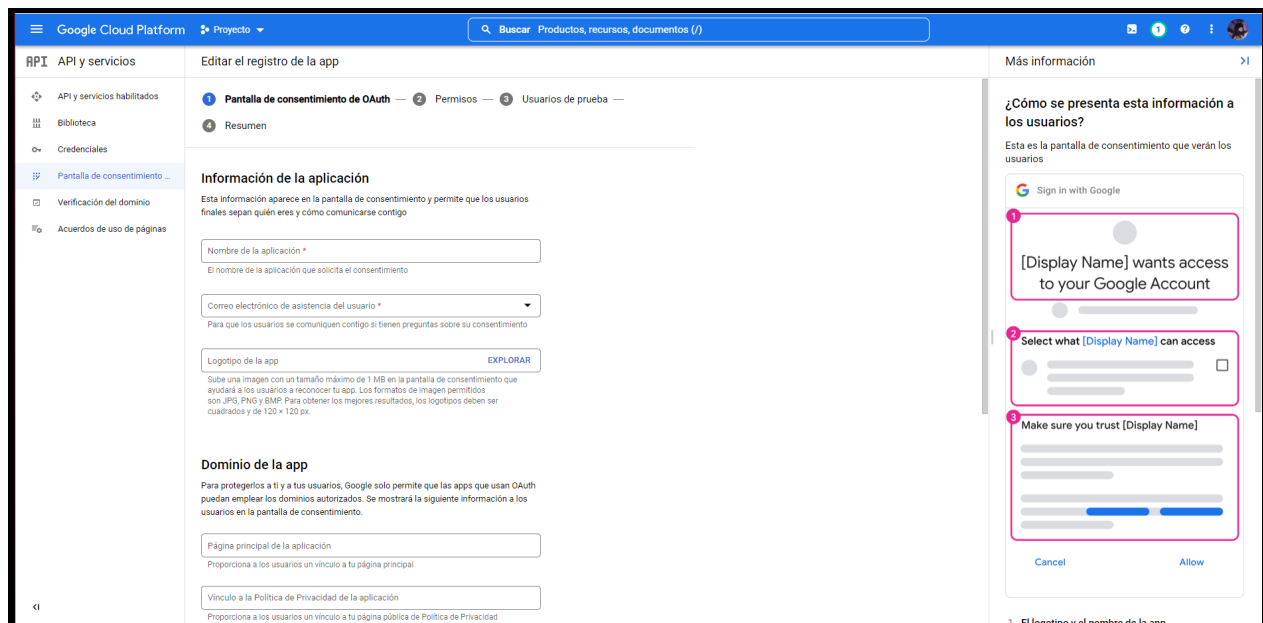 Google Cloud Platform
Proyecto
Buscar Productos, recursos, documentos (/)
1
API API y servicios
Editar el registro de la app
Más información
API y servicios habilitados
Biblioteca
Credenciales
Pantalla de consentimiento ...
Verificación del dominio
Acuerdos de uso de páginas
1 Pantalla de consentimiento de OAuth — 2 Permisos — 3 Usuarios de prueba —
4 Resumen
Información de la aplicación
Esta información aparece en la pantalla de consentimiento y permite que los usuarios
finales sepan quién eres y cómo comunicarse contigo
Nombre de la aplicación *
El nombre de la aplicación que solicita el consentimiento
Correo electrónico de asistencia del usuario *
Para que los usuarios se comuniquen contigo si tienen preguntas sobre su consentimiento
Logotipo de la app EXPLORAR
Sube una imagen con un tamaño máximo de 1 MB en la pantalla de consentimiento que
ayudará a los usuarios a reconocer tu app. Los formatos de imagen permitidos
son JPG, PNG y BMP. Para obtener los mejores resultados, los logotipos deben ser
cuadrados y de 120 × 120 px.
Dominio de la app
Para protegerlos a ti y a tus usuarios, Google solo permite que las apps que usan OAuth
puedan emplear los dominios autorizados. Se mostrará la siguiente información a los
usuarios en la pantalla de consentimiento.
Página principal de la aplicación
Proporciona a los usuarios un vínculo a tu página principal
Vínculo a la Política de Privacidad de la aplicación
Proporciona a los usuarios un vínculo a tu página pública de Política de Privacidad
¿Cómo se presenta esta información a
los usuarios?
Esta es la pantalla de consentimiento que verán los
usuarios
G Sign in with Google
1
[Display Name] wants access
to your Google Account
2
Select what [Display Name] can access
3
Make sure you trust [Display Name]
Cancel Allow
1. El logotipo y el nombre de la app